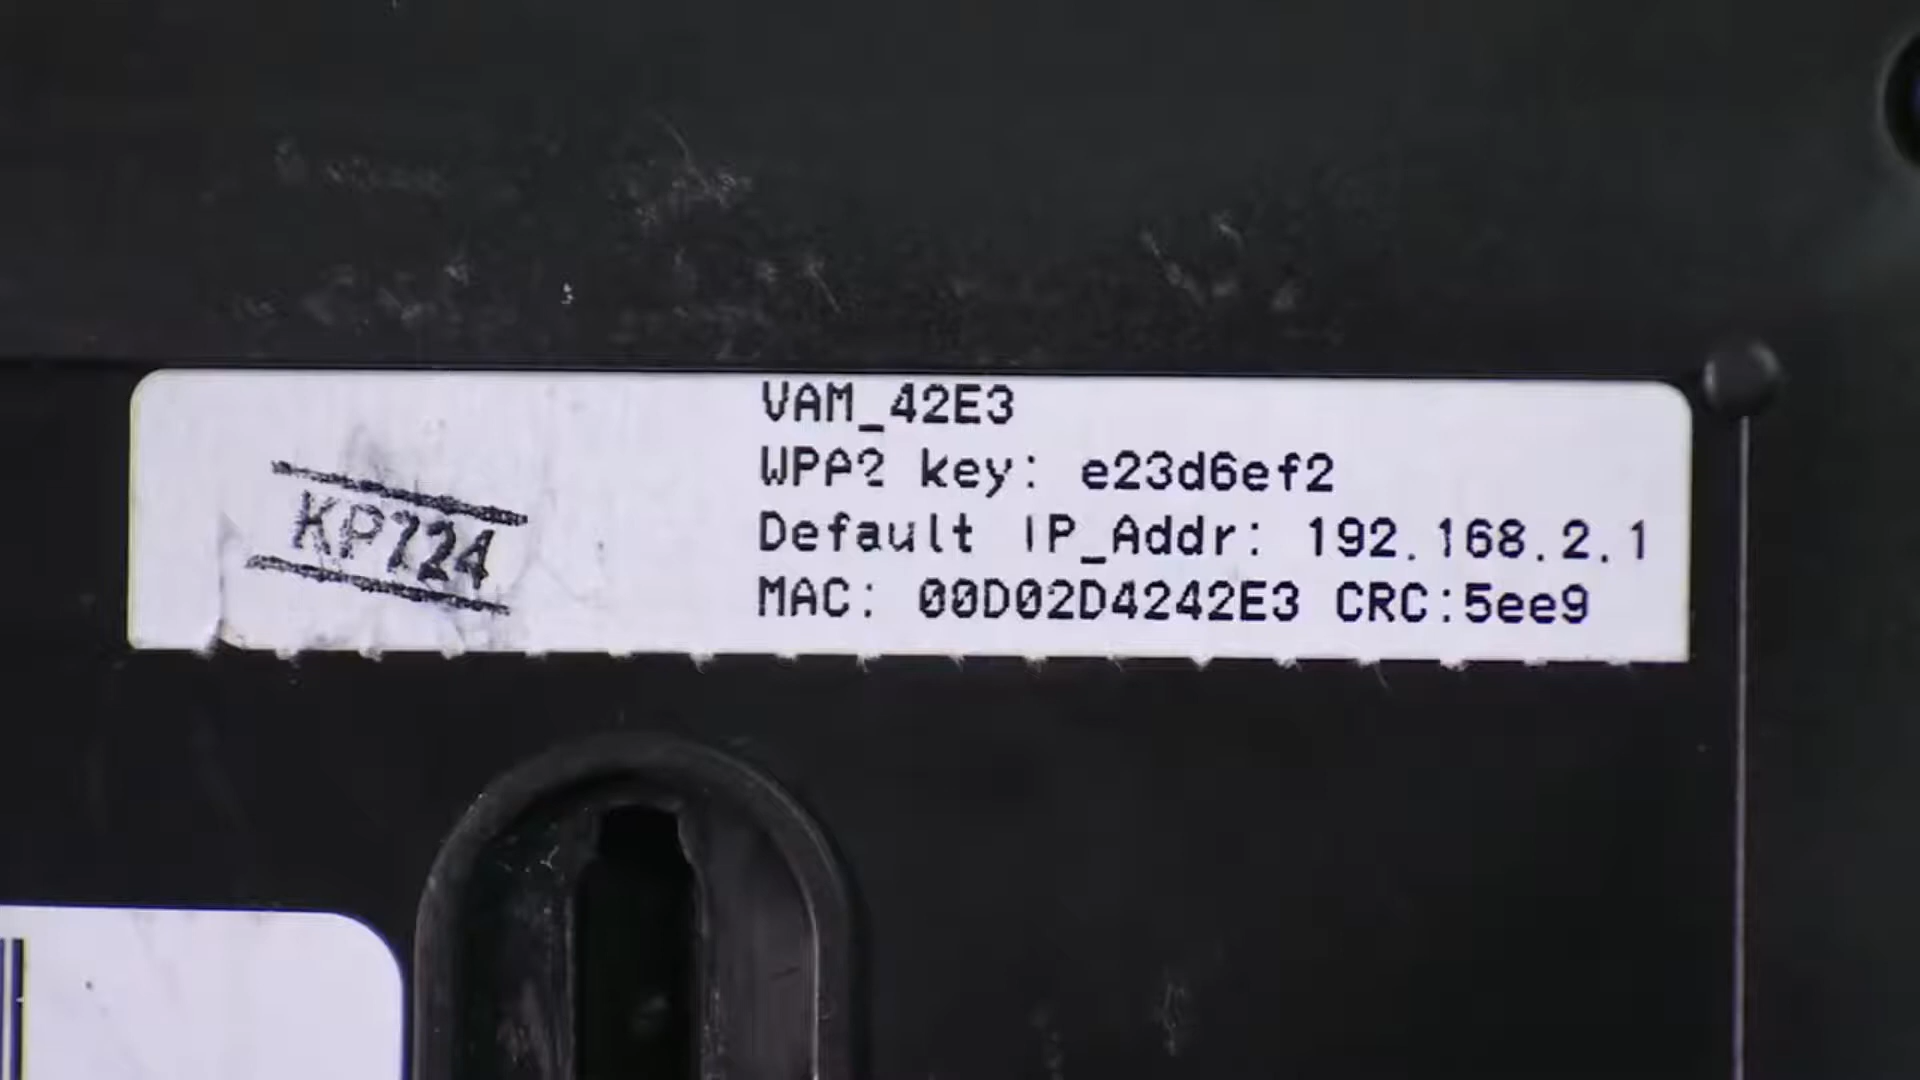 VAM_42E3
WPA2 key: e23d6ef2
Default IP_Addr: 192.168.2.1
MAC: 00D02D4242E3 CRC:5ee9
KP724